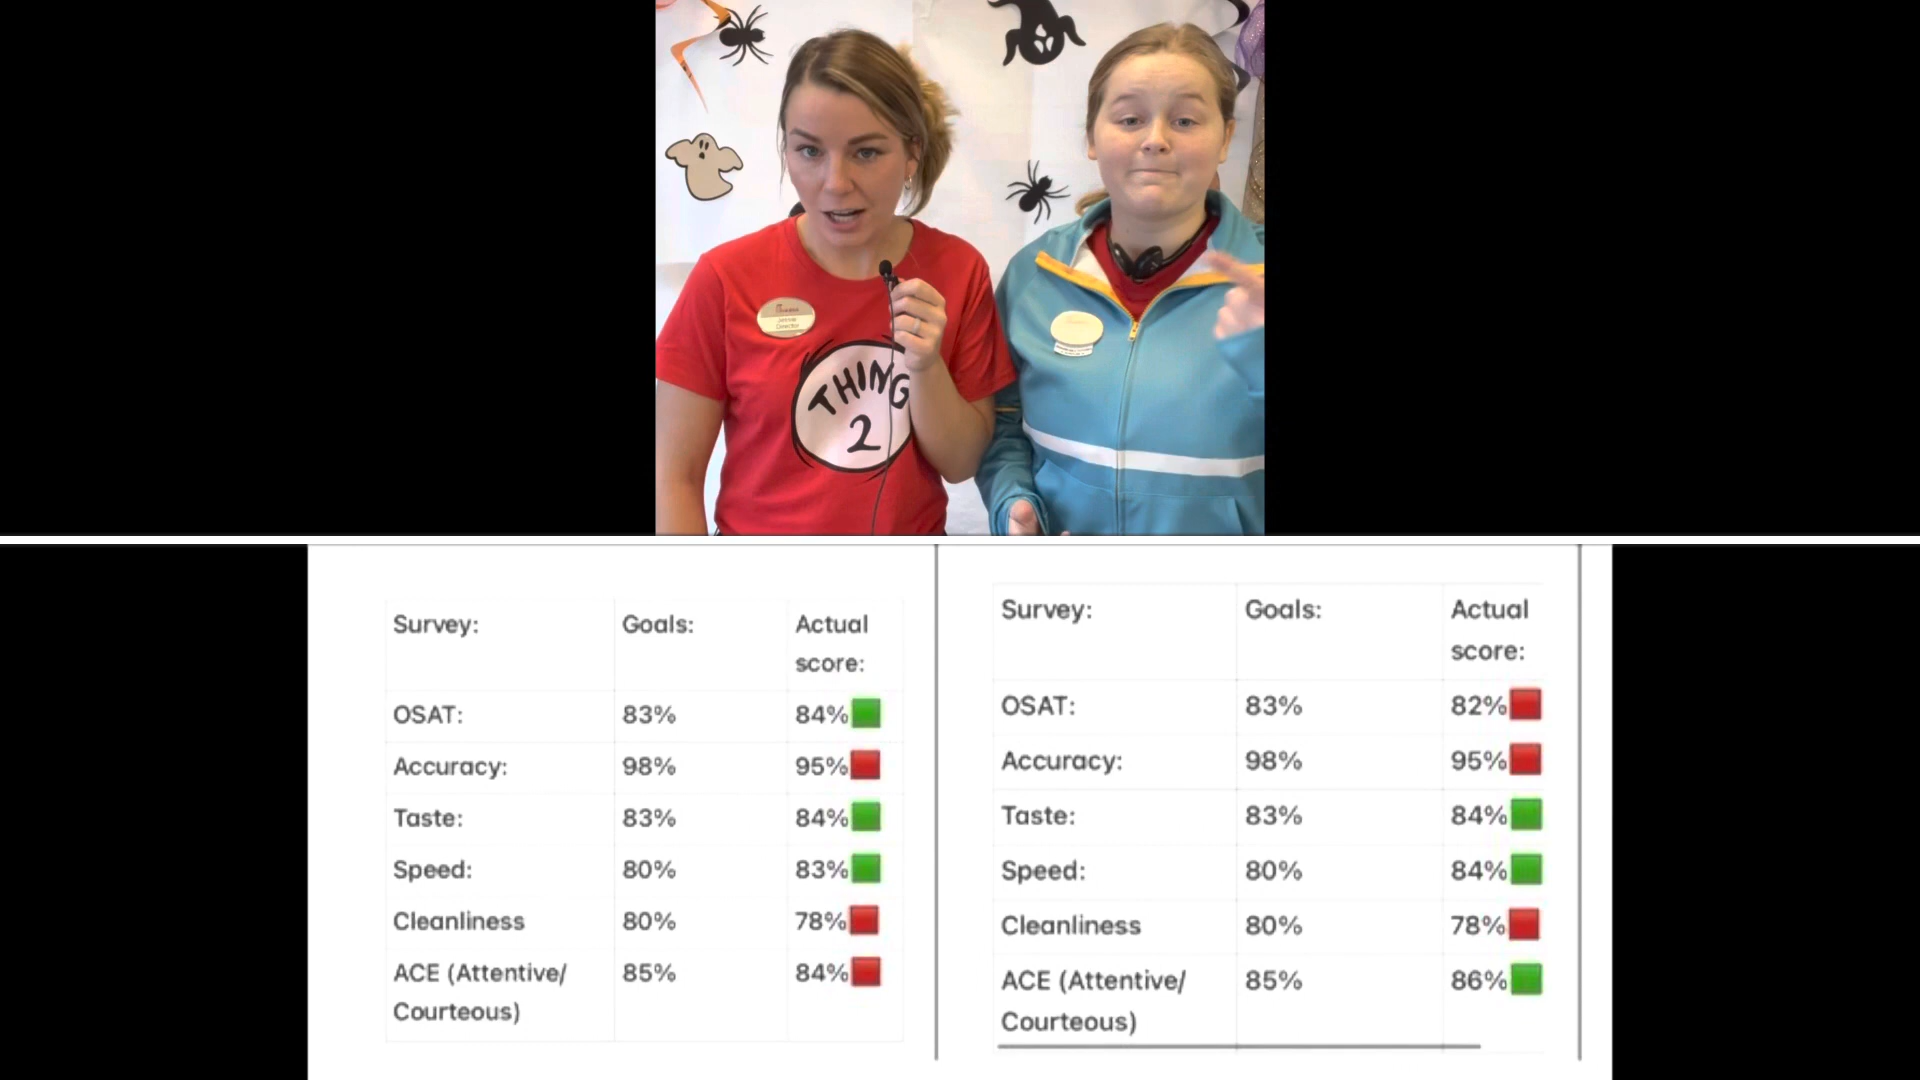 THING
2
Director
Survey:
Goals:
Actual
score:
OSAT:
83%
84%
Accuracy:
98%
95%
Taste:
83%
84%
Speed:
80%
83%
Cleanliness
80%
78%
ACE (Attentive/
Courteous)
85%
84%
Survey:
Goals:
Actual
score:
OSAT:
83%
82%
Accuracy:
98%
95%
Taste:
83%
84%
Speed:
80%
84%
Cleanliness
80%
78%
ACE (Attentive/
Courteous)
85%
86%